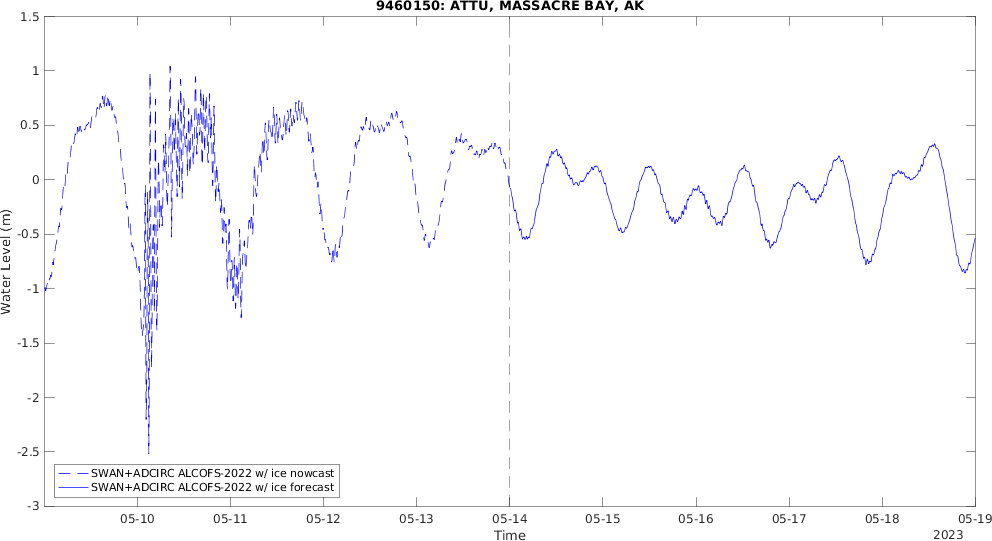 9460150: ATTU, MASSACRE BAY, AK
1.5
1
0.5
0
-0.5
-1
-1.5
-2
-2.5
-3
Water Level (m)
SWAN+ADCIRC ALCOFS-2022 w/ ice nowcast
SWAN+ADCIRC ALCOFS-2022 w/ ice forecast
05-10 05-11 05-12 05-13 05-14 05-15 05-16 05-17 05-18 05-19
Time
2023